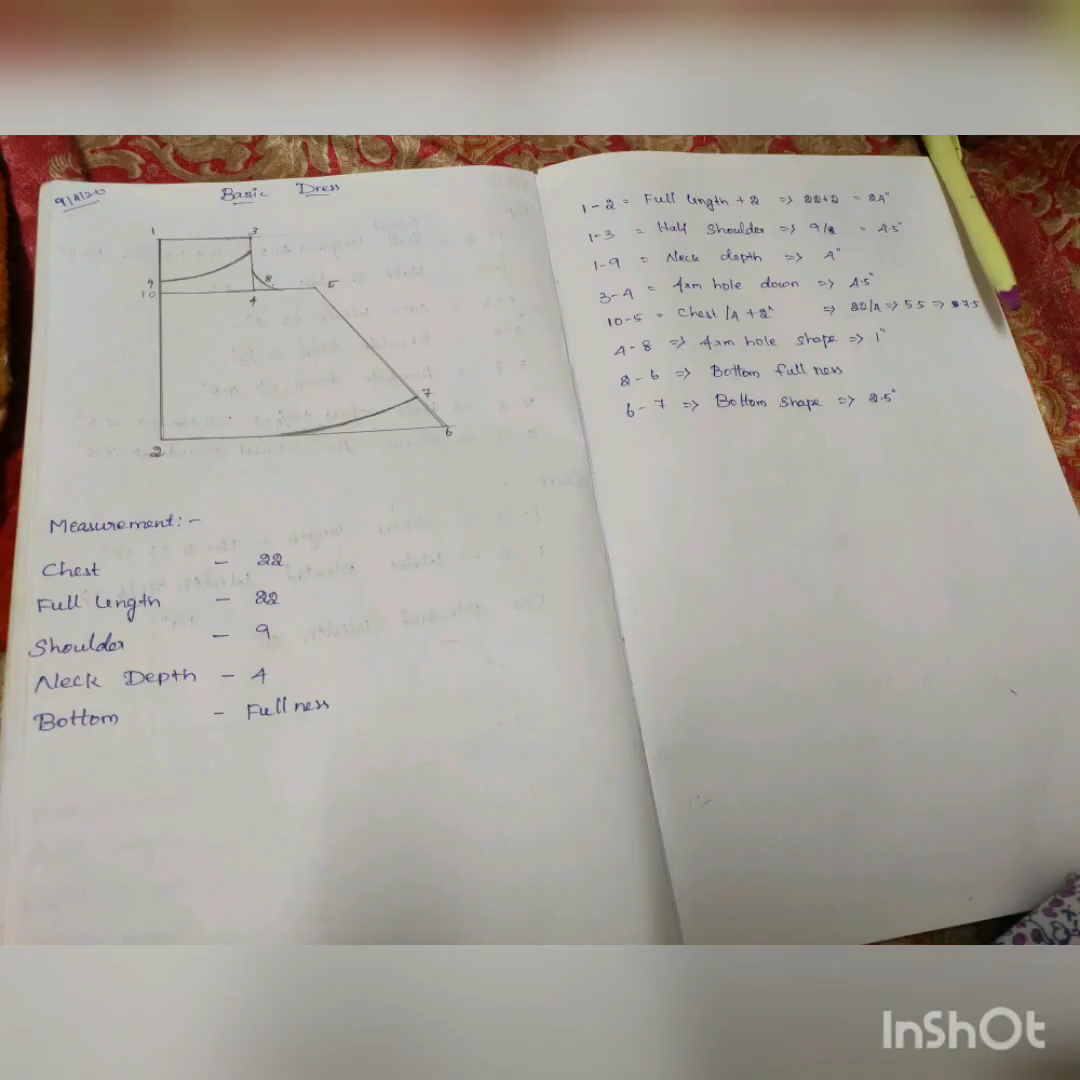 9/4/20
Basic Dress
1
3
9
8
5
10
4
7
6
2
Measurement:-
Chest - 22
Full length - 22
Shoulder - 9
Neck Depth - 4
Bottom - Full ness
1-2 = Full length + 2 => 22+2 = 24"
1-3 = Half Shoulder => 9/2 = 4.5"
1-9 = Neck depth => 4"
3-4 = Arm hole down => 4.5"
10-5 = Chest /4 + 2" => 22/4 => 5.5 => 7.5
4-8 => Arm hole shape => 1"
2-6 => Bottom full ness
6-7 => Bottom shape => 2.5"
InShOt